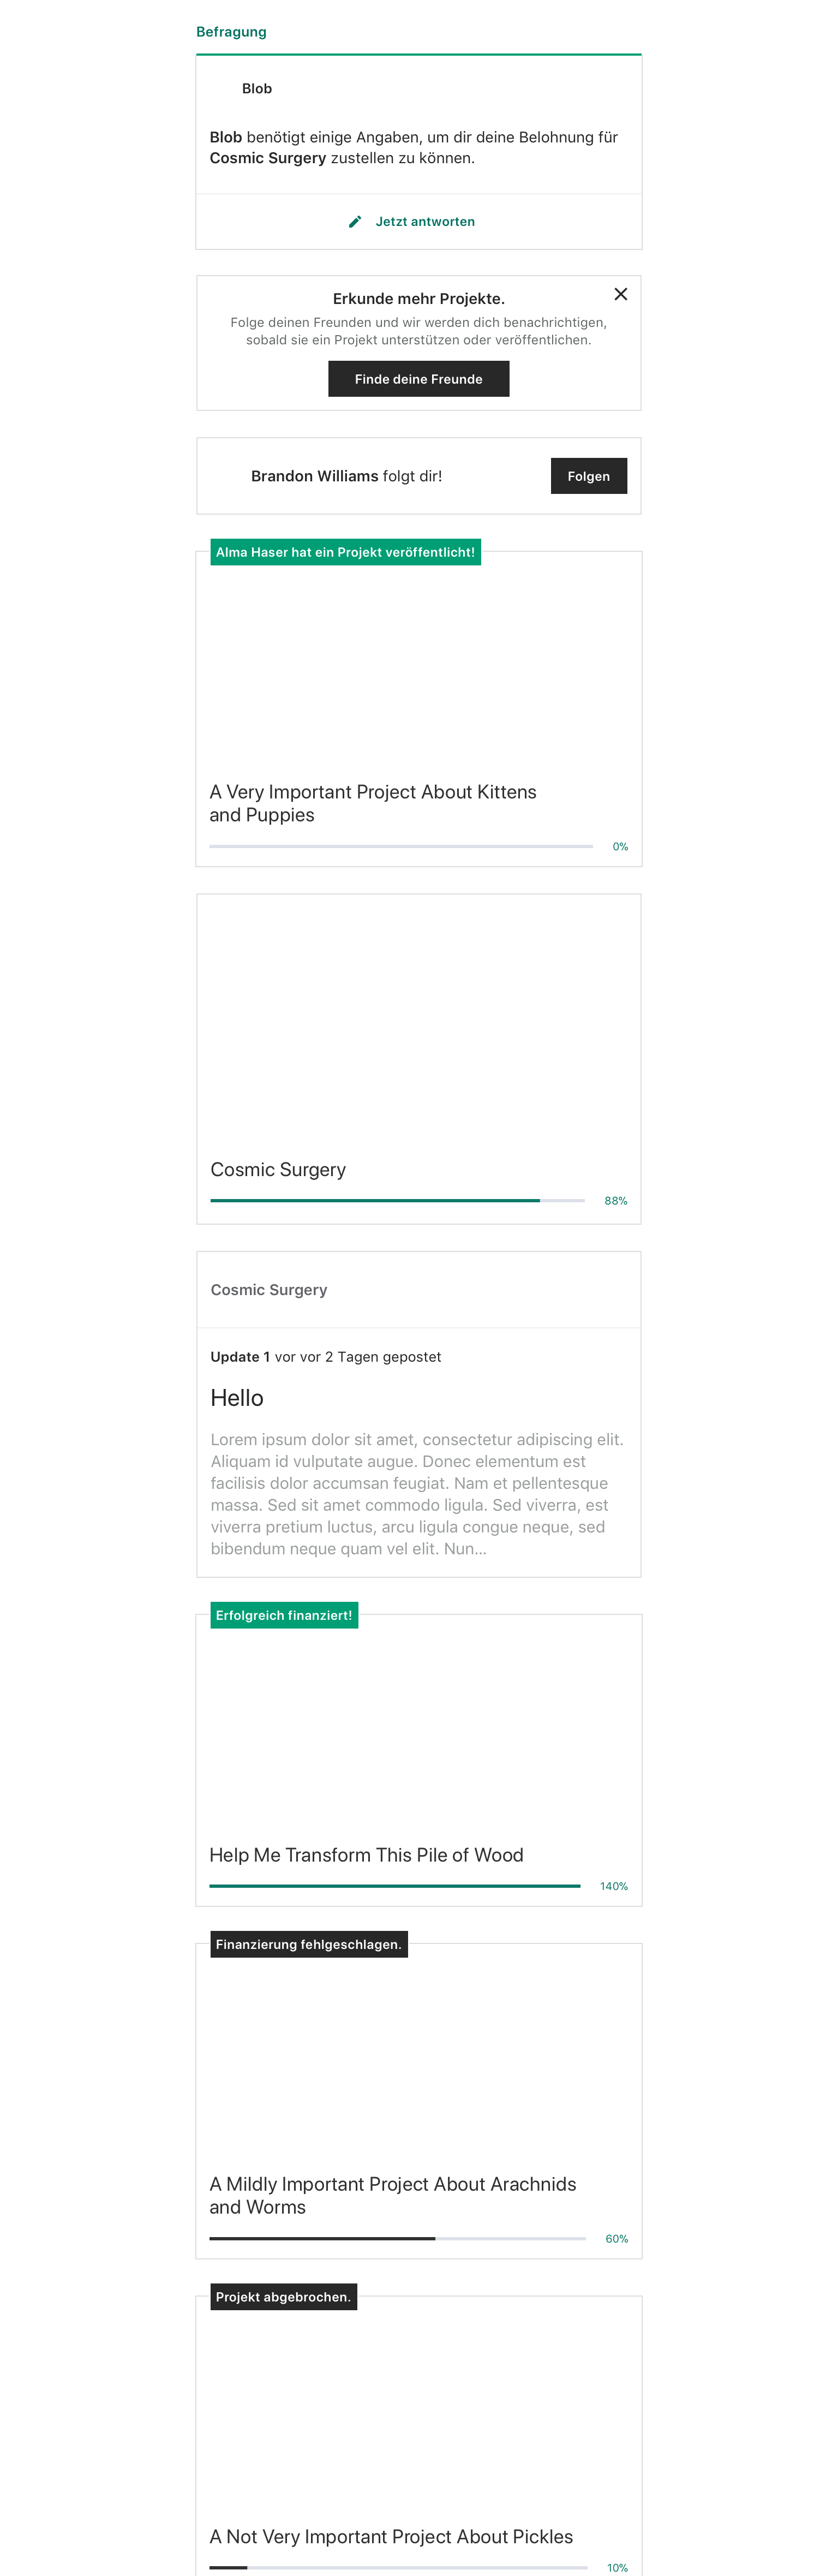 Befragung
Blob
Blob benötigt einige Angaben, um dir deine Belohnung für
Cosmic Surgery zustellen zu können.
Jetzt antworten
Erkunde mehr Projekte.
Folge deinen Freunden und wir werden dich benachrichtigen,
sobald sie ein Projekt unterstützen oder veröffentlichen.
Finde deine Freunde
Brandon Williams folgt dir!
Folgen
Alma Haser hat ein Projekt veröffentlicht!
A Very Important Project About Kittens
and Puppies
0%
Cosmic Surgery
88%
Cosmic Surgery
Update 1 vor vor 2 Tagen gepostet
Hello
Lorem ipsum dolor sit amet, consectetur adipiscing elit.
Aliquam id vulputate augue. Donec elementum est
facilisis dolor accumsan feugiat. Nam et pellentesque
massa. Sed sit amet commodo ligula. Sed viverra, est
viverra pretium luctus, arcu ligula congue neque, sed
bibendum neque quam vel elit. Nun...
Erfolgreich finanziert!
Help Me Transform This Pile of Wood
140%
Finanzierung fehlgeschlagen.
A Mildly Important Project About Arachnids
and Worms
60%
Projekt abgebrochen.
A Not Very Important Project About Pickles
10%